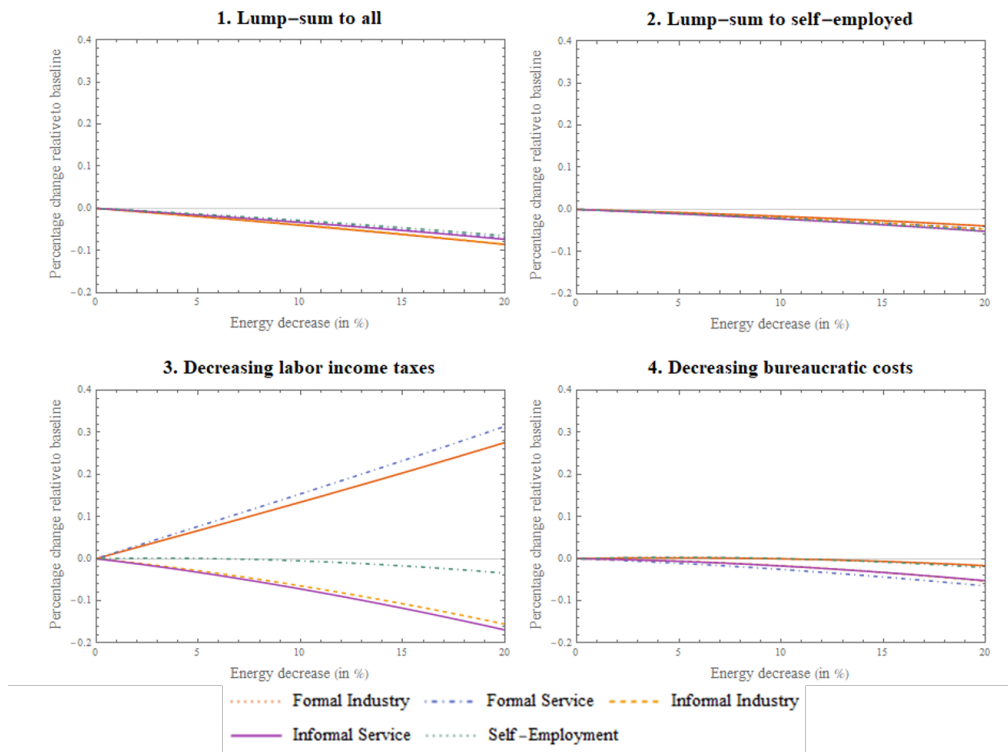 1. Lump-sum to all
Percentage change relative to baseline
0.4
0.3
0.2
0.1
0.0
-0.1
-0.2
0 5 10 15 20
Energy decrease (in %)
2. Lump-sum to self-employed
Percentage change relative to baseline
0.4
0.3
0.2
0.1
0.0
-0.1
-0.2
0 5 10 15 20
Energy decrease (in %)
3. Decreasing labor income taxes
Percentage change relative to baseline
0.4
0.3
0.2
0.1
0.0
-0.1
-0.2
0 5 10 15 20
Energy decrease (in %)
4. Decreasing bureaucratic costs
Percentage change relative to baseline
0.4
0.3
0.2
0.1
0.0
-0.1
-0.2
0 5 10 15 20
Energy decrease (in %)
Formal Industry Formal Service Informal Industry
Informal Service Self-Employment